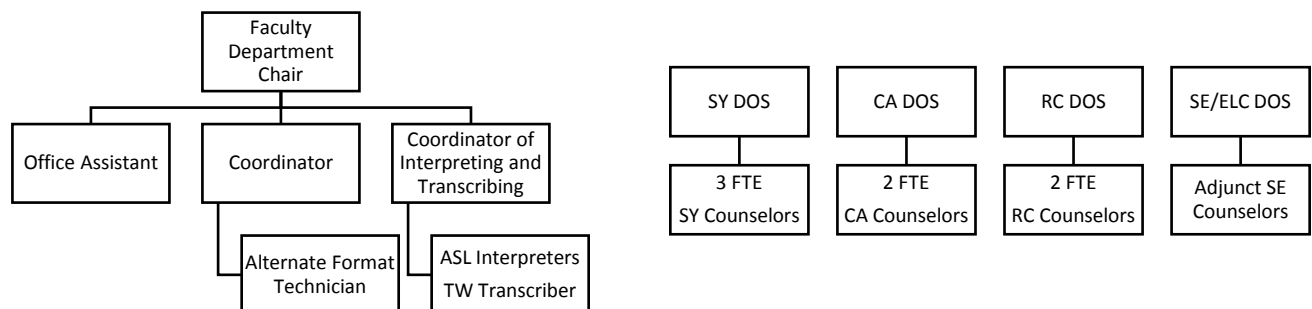 Faculty
Department
Chair
Office Assistant
Coordinator
Coordinator of
Interpreting and
Transcribing
Alternate Format
Technician
ASL Interpreters
TW Transcriber
SY DOS
CA DOS
RC DOS
SE/ELC DOS
3 FTE
SY Counselors
2 FTE
CA Counselors
2 FTE
RC Counselors
Adjunct SE
Counselors